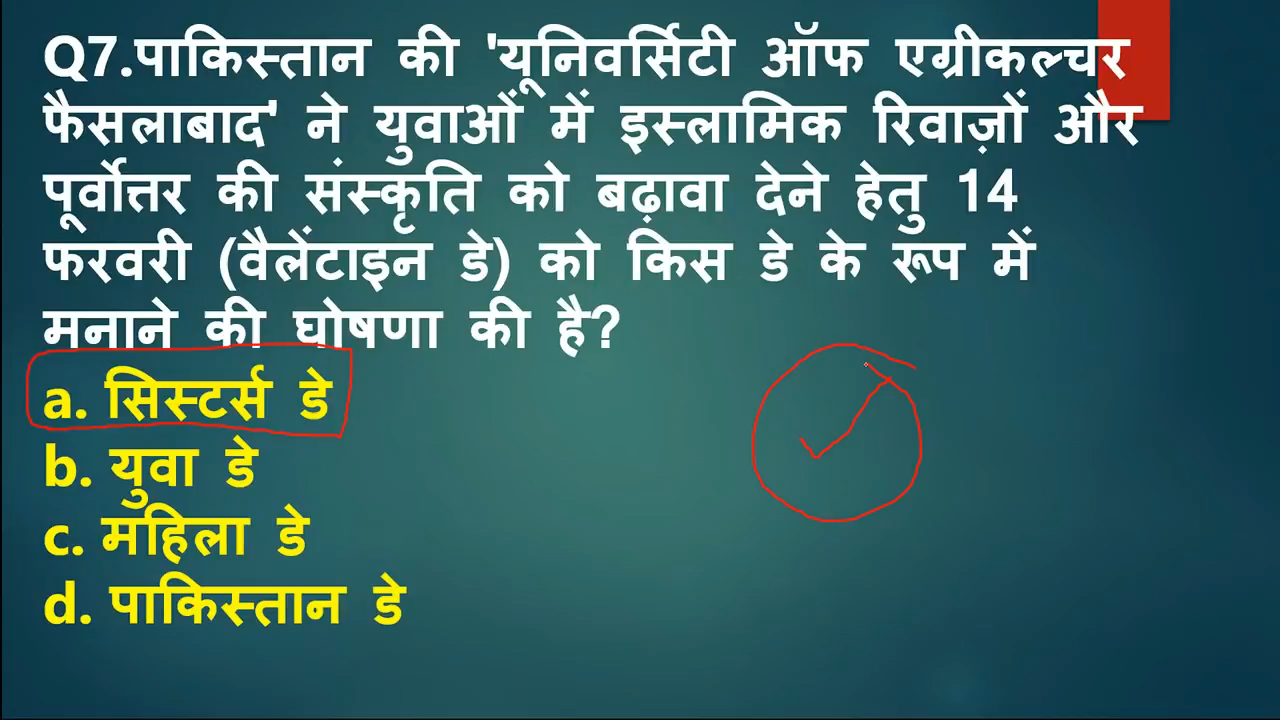 Q7.पाकिस्तान की 'यूनिवर्सिटी ऑफ एग्रीकल्चर
फैसलाबाद' ने युवाओं में इस्लामिक रिवाज़ों और
पूर्वोत्तर की संस्कृति को बढ़ावा देने हेतु 14
फरवरी (वैलेंटाइन डे) को किस डे के रूप में
मनाने की घोषणा की है?
a. सिस्टर्स डे
b. युवा डे
c. महिला डे
d. पाकिस्तान डे